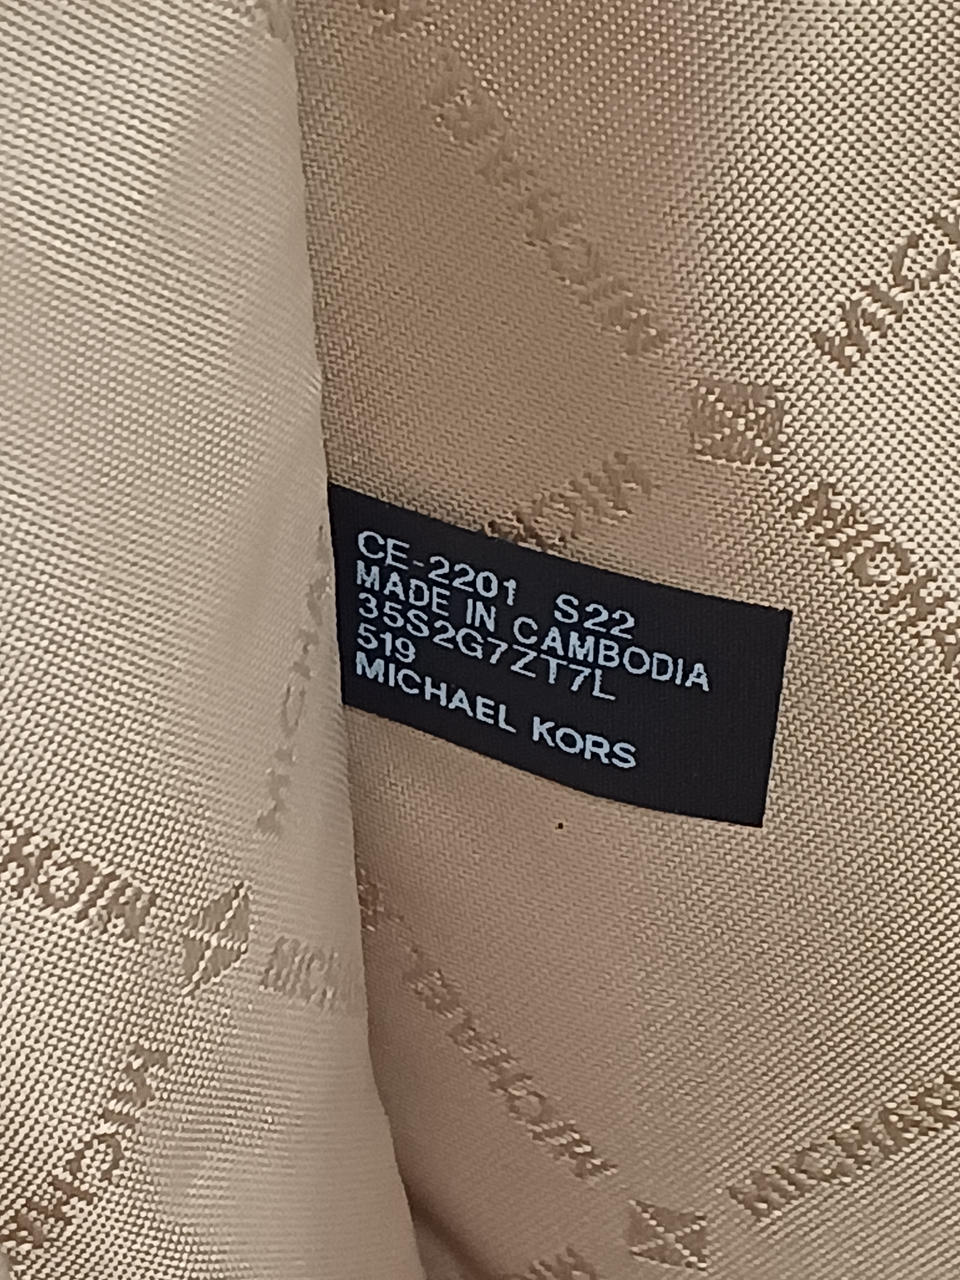 CE-2201 S22
MADE IN CAMBODIA
35S2G7ZT7L
519
MICHAEL KORS